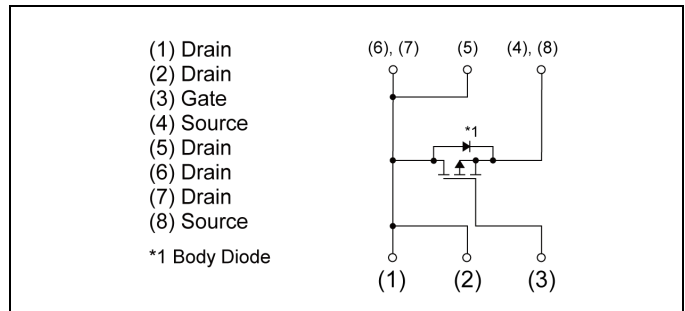 (1) Drain
(2) Drain
(3) Gate
(4) Source
(5) Drain
(6) Drain
(7) Drain
(8) Source
*1 Body Diode
(6), (7) (5) (4), (8)
*1
(1) (2) (3)